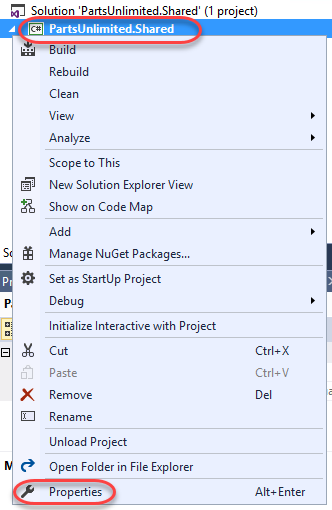 Solution 'PartsUnlimited.Shared' (1 project)
C# PartsUnlimited.Shared
Build
Rebuild
Clean
View
Analyze
Scope to This
New Solution Explorer View
Show on Code Map
Add
Manage NuGet Packages...
Set as StartUp Project
Debug
Initialize Interactive with Project
Cut Ctrl+X
Paste Ctrl+V
Remove Del
Rename
Unload Project
Open Folder in File Explorer
Properties Alt+Enter